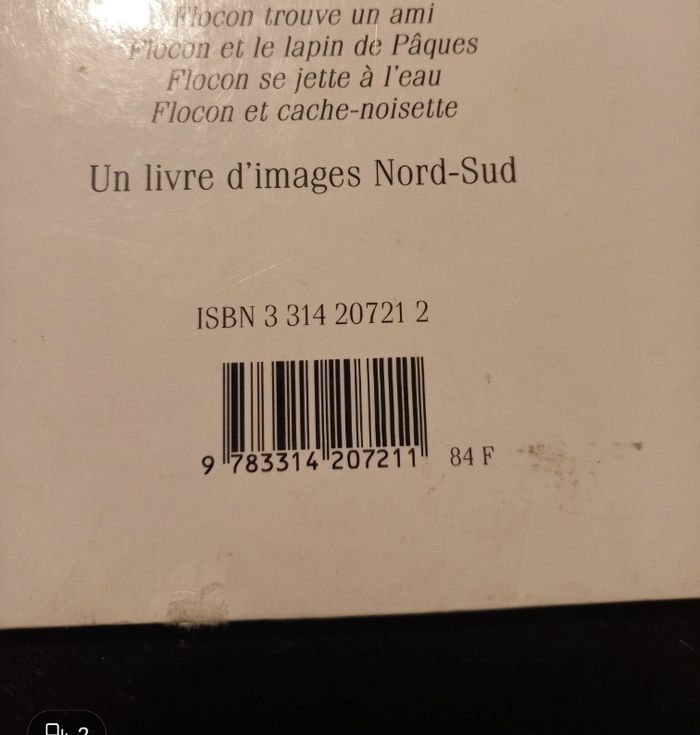 Flocon trouve un ami
Flocon et le lapin de Pâques
Flocon se jette à l'eau
Flocon et cache-noisette
Un livre d'images Nord-Sud
ISBN 3 314 20721 2
9 783314 207211
84 F
2